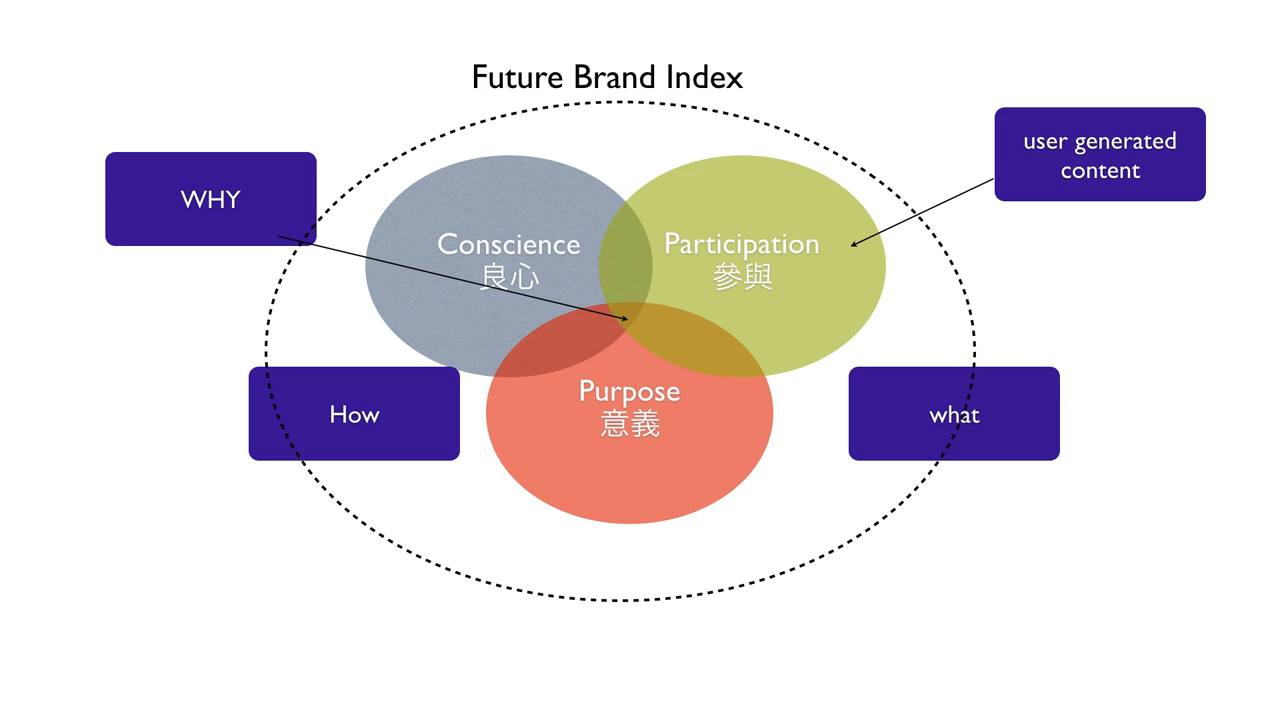 Future Brand Index
user generated
content
WHY
Conscience
良心
Participation
參與
Purpose
意義
How
what